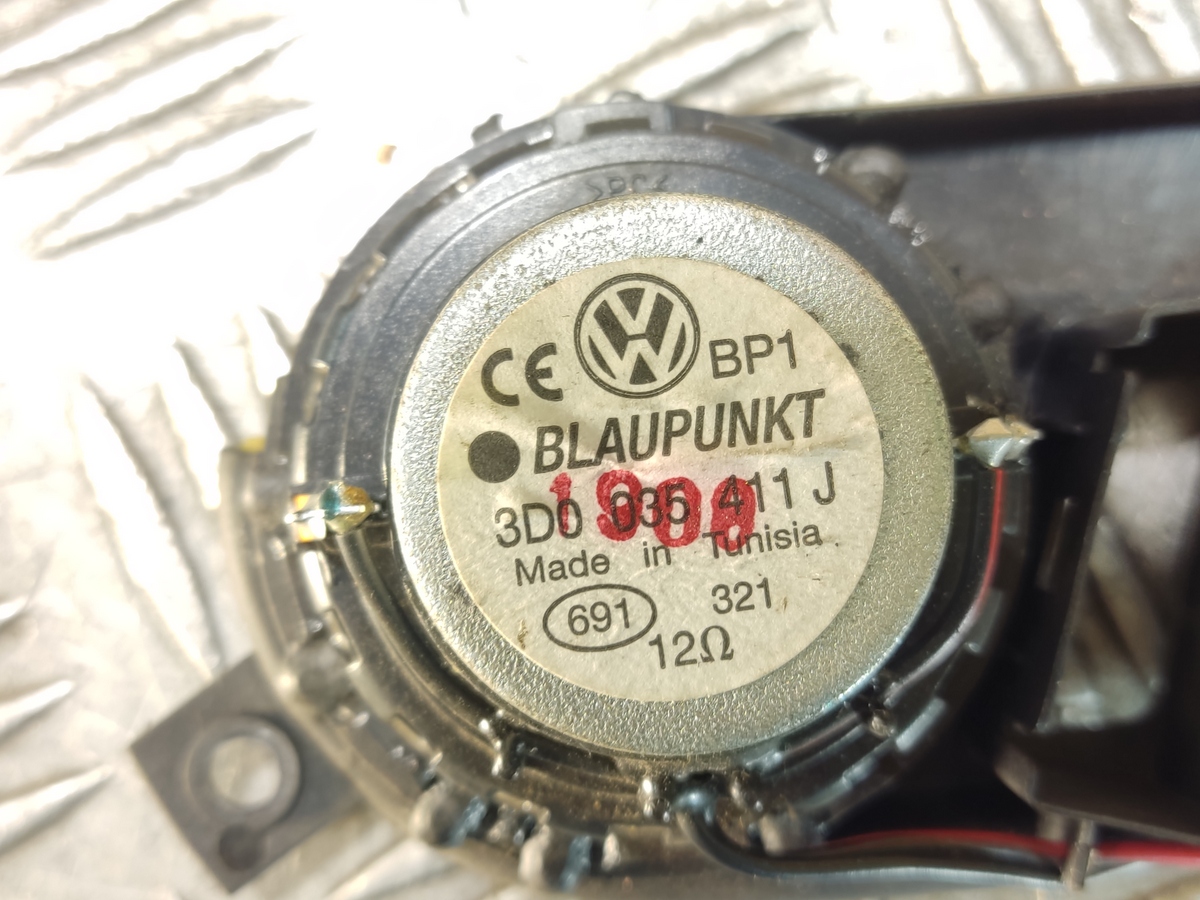 CE BP1
BLAUPUNKT
3D0 035 411 J
Made in Tunisia
691 321
12Ω